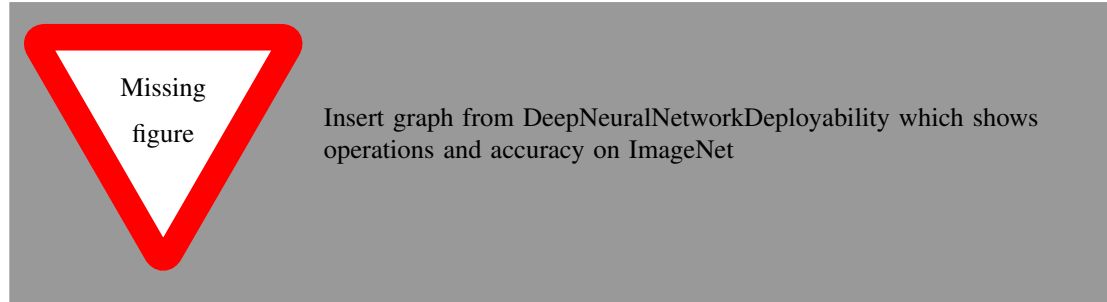 Missing
figure
Insert graph from DeepNeuralNetworkDeployability which shows
operations and accuracy on ImageNet